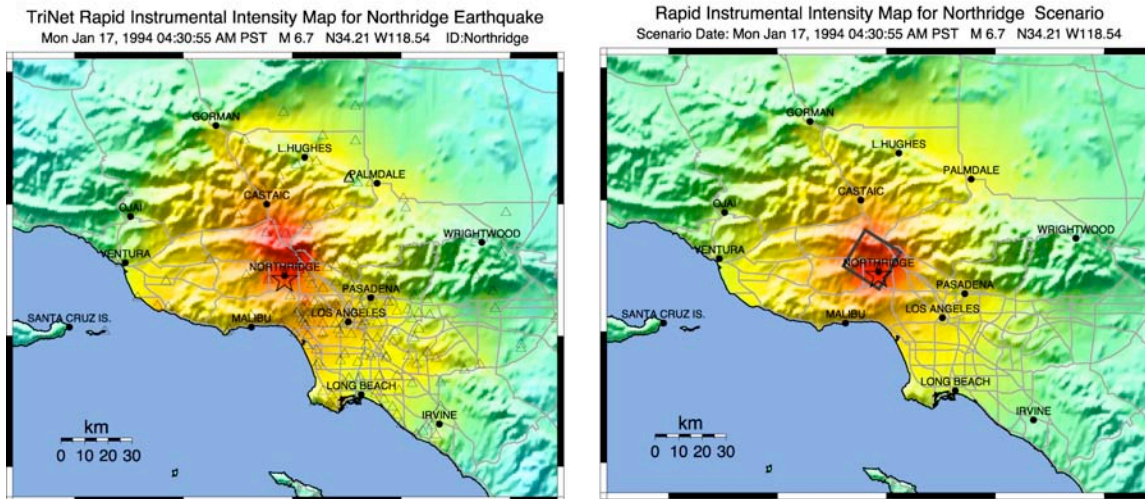 TriNet Rapid Instrumental Intensity Map for Northridge Earthquake
Mon Jan 17, 1994 04:30:55 AM PST M 6.7 N34.21 W118.54 ID:Northridge
GORMAN
L.HUGHES
PALMDALE
CASTAIC
OJAI
WRIGHTWOOD
VENTURA
NORTHRIDGE
PASADENA
SANTA CRUZ IS.
MALIBU
LOS ANGELES
LONG BEACH
IRVINE
km
0 10 20 30
Rapid Instrumental Intensity Map for Northridge Scenario
Scenario Date: Mon Jan 17, 1994 04:30:55 AM PST M 6.7 N34.21 W118.54
GORMAN
L.HUGHES
PALMDALE
CASTAIC
OJAI
WRIGHTWOOD
VENTURA
NORTHRIDGE
PASADENA
SANTA CRUZ IS.
MALIBU
LOS ANGELES
LONG BEACH
IRVINE
km
0 10 20 30